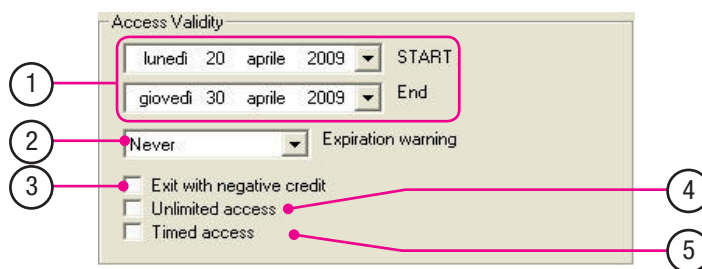 Access Validity
lunedì 20 aprile 2009 START
1
giovedì 30 aprile 2009 End
2
Never Expiration warning
3
Exit with negative credit
4
Unlimited access
Timed access
5